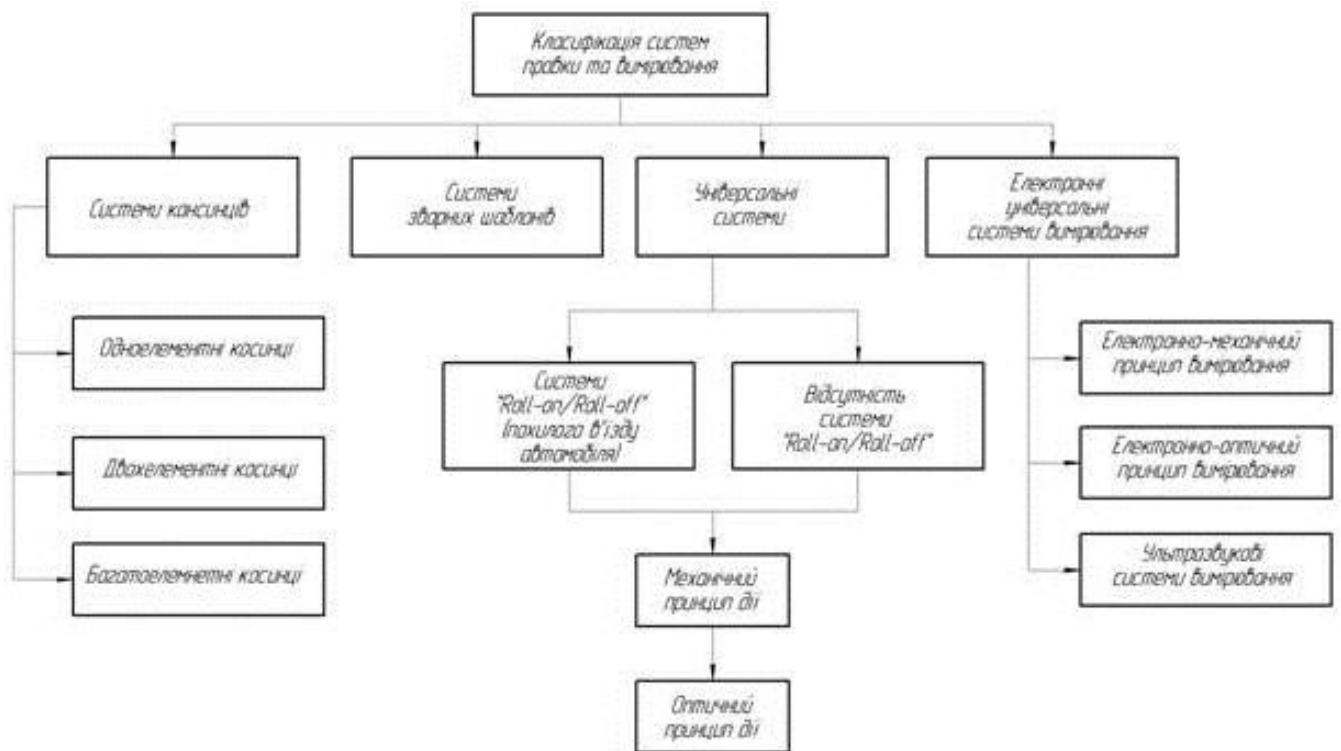 Класифікація систем
правки та вимірювання
Системи кансинців
Системи
зварних шаблонів
Універсальні
системи
Електронні
універсальні
системи вимірювання
Одноелементні косинці
Двохелементні косинці
Багатоелемнетні косинці
Системи
"Roll-on/Roll-off"
(похилого в'їзду
автомобіля)
Відсутність
системи
"Roll-on/Roll-off"
Механічний
принцип дії
Оптичний
принцип дії
Електронно-механічний
принцип вимірювання
Електронно-оптичний
принцип вимірювання
Ультразвукові
системи вимірювання